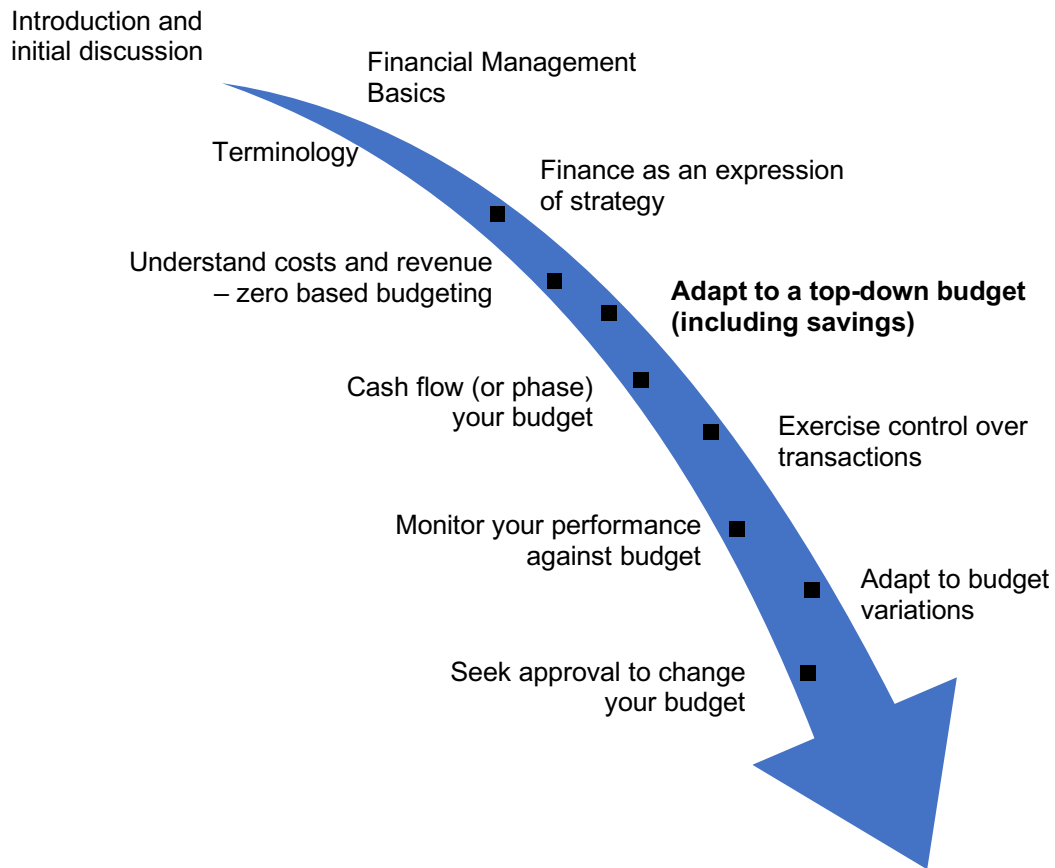 Introduction and
initial discussion
Financial Management
Basics
Terminology
Finance as an expression
of strategy
Understand costs and revenue
– zero based budgeting
Adapt to a top-down budget
(including savings)
Cash flow (or phase)
your budget
Exercise control over
transactions
Monitor your performance
against budget
Adapt to budget
variations
Seek approval to change
your budget